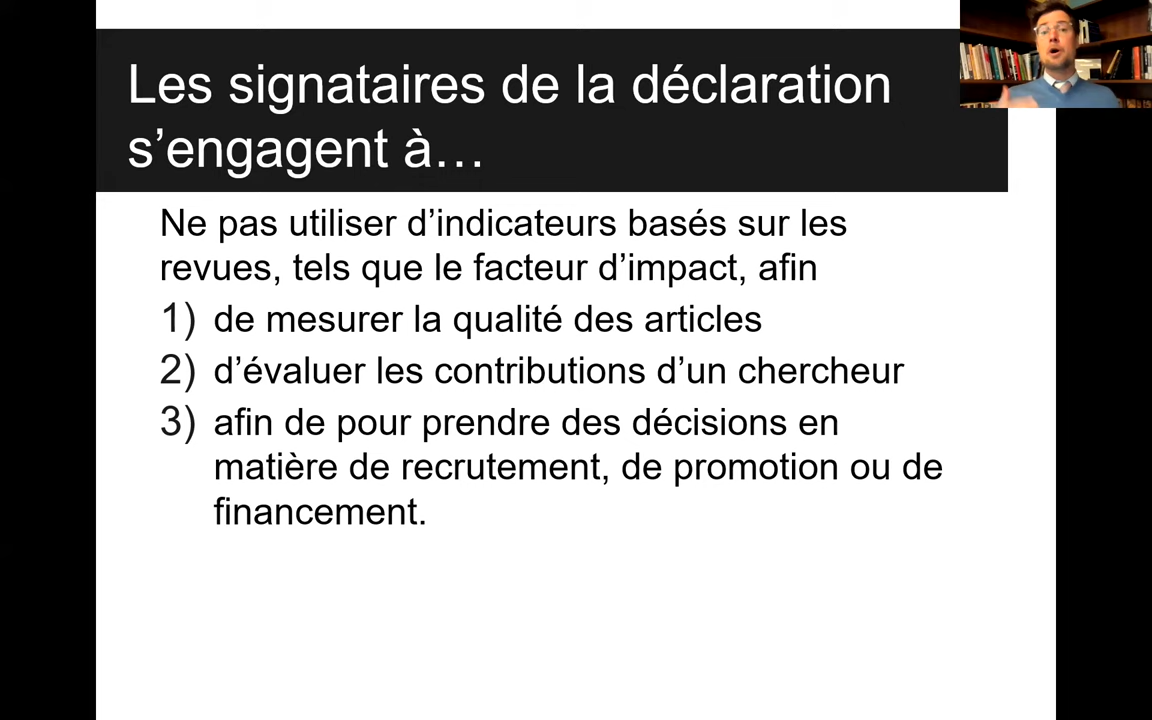 Les signataires de la déclaration
s’engagent à…
Ne pas utiliser d’indicateurs basés sur les
revues, tels que le facteur d’impact, afin
1) de mesurer la qualité des articles
2) d’évaluer les contributions d’un chercheur
3) afin de pour prendre des décisions en
matière de recrutement, de promotion ou de
financement.